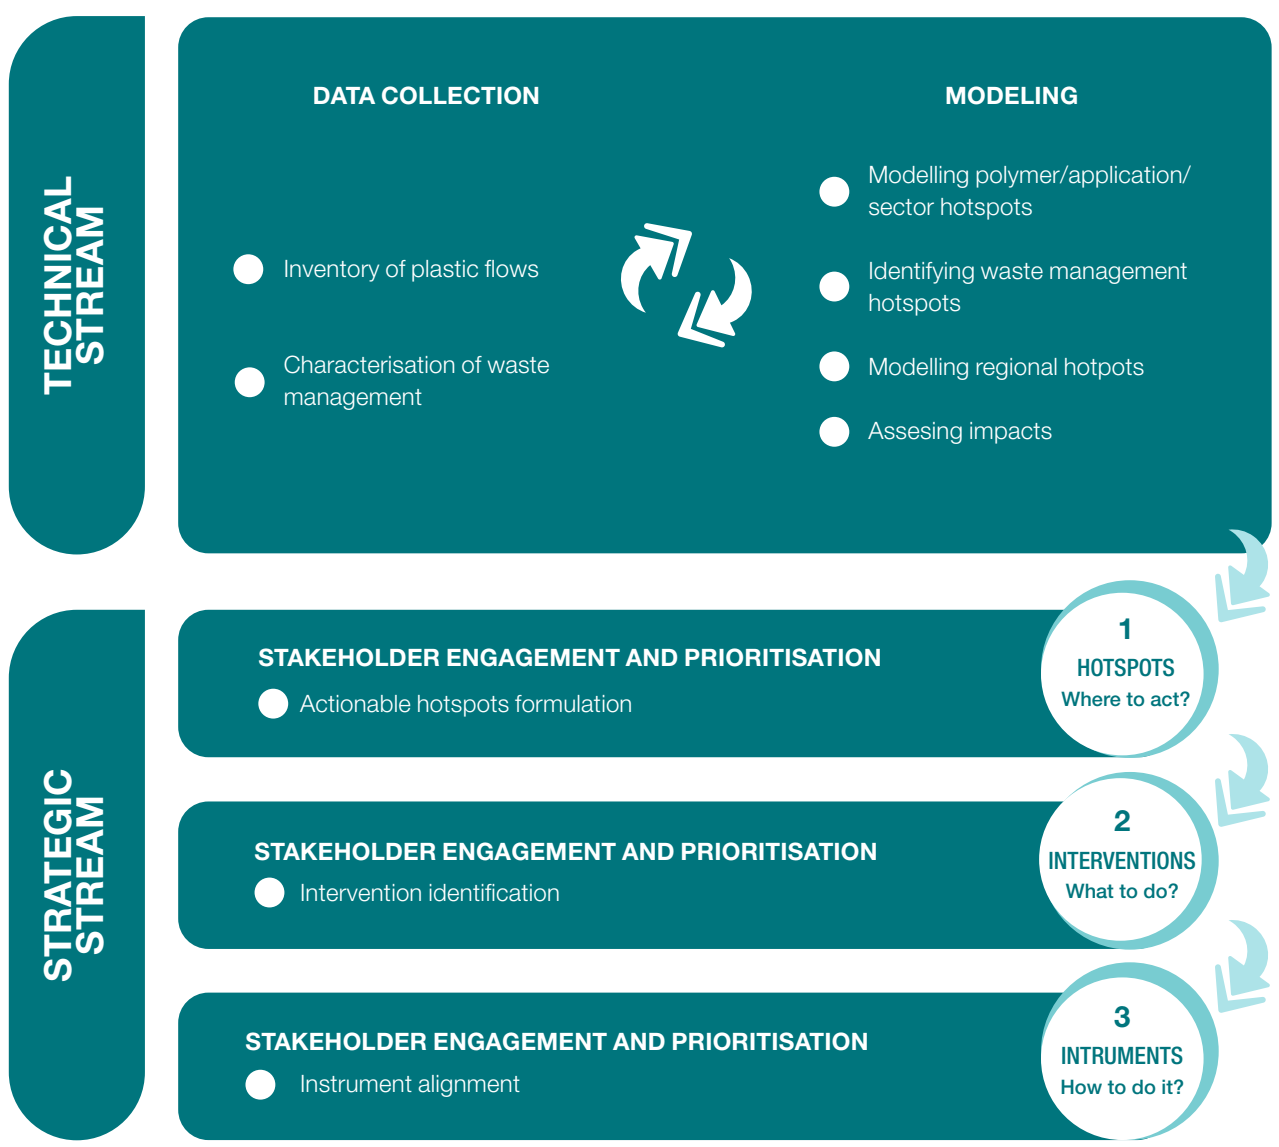 TECHNICAL
STREAM
DATA COLLECTION
Inventory of plastic flows
Characterisation of waste
management
MODELING
Modelling polymer/application/
sector hotspots
Identifying waste management
hotspots
Modelling regional hotpots
Assesing impacts
STRATEGIC
STREAM
STAKEHOLDER ENGAGEMENT AND PRIORITISATION
Actionable hotspots formulation
1
HOTSPOTS
Where to act?
STAKEHOLDER ENGAGEMENT AND PRIORITISATION
Intervention identification
2
INTERVENTIONS
What to do?
STAKEHOLDER ENGAGEMENT AND PRIORITISATION
Instrument alignment
3
INTRUMENTS
How to do it?